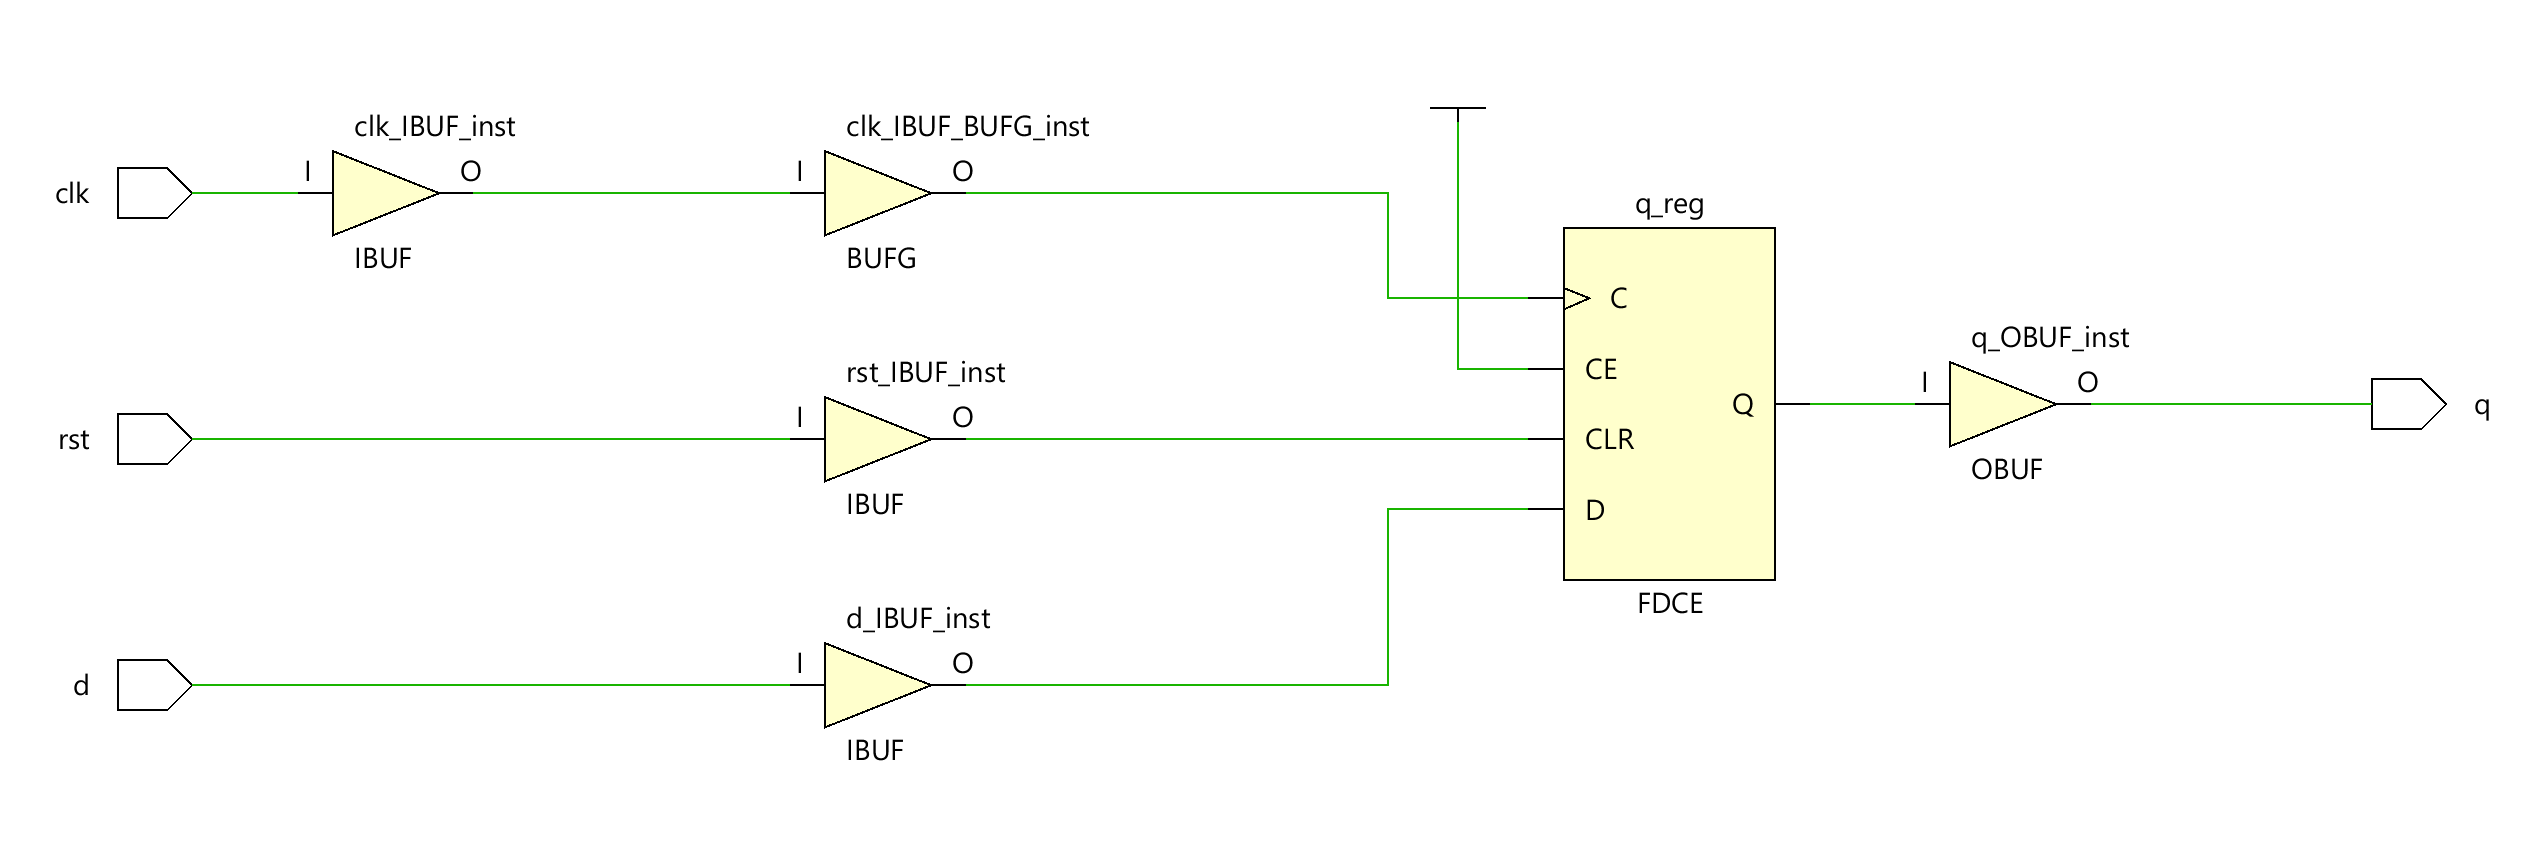 clk_IBUF_inst
clk_IBUF_BUFG_inst
I
O
I
O
clk
q_reg
IBUF
BUFG
C
q_OBUF_inst
rst_IBUF_inst
CE
I
O
I
O
Q
q
rst
CLR
OBUF
IBUF
D
FDCE
d_IBUF_inst
I
O
d
IBUF